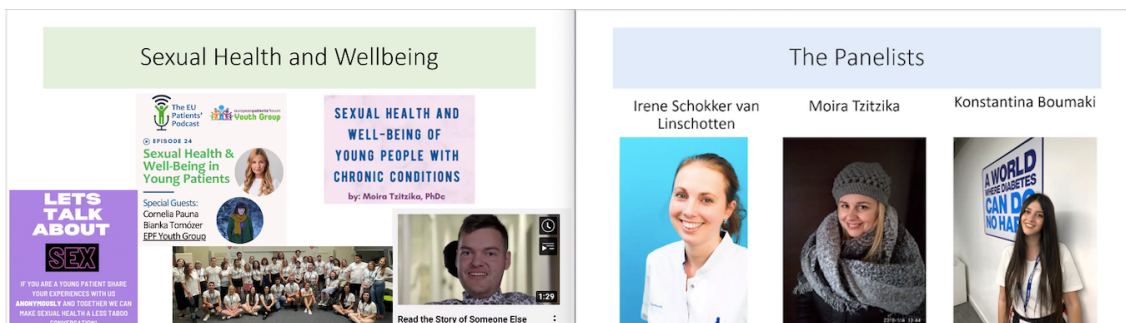 Sexual Health and Wellbeing
The EU
Patients'
Podcast
Youth Group
EPISODE 24
Sexual Health &
Well-Being in
Young Patients
Special Guests:
Cornelia Pauna
Bianka Tomózer
EPF Youth Group
SEXUAL HEALTH AND
WELL-BEING OF
YOUNG PEOPLE WITH
CHRONIC CONDITIONS
by: Moira Tzitzika, PhDc
LETS
TALK
ABOUT
SEX
IF YOU ARE A YOUNG PATIENT SHARE
YOUR EXPERIENCES WITH US
ANONYMOUSLY AND TOGETHER WE CAN
MAKE SEXUAL HEALTH A LESS TABOO
CONVERSATION!
1:29
Read the Story of Someone Else
The Panelists
Irene Schokker van
Linschotten
Moira Tzitzika
Konstantina Boumaki
A WORLD
WHERE DIABETES
CAN DO
NO HAR